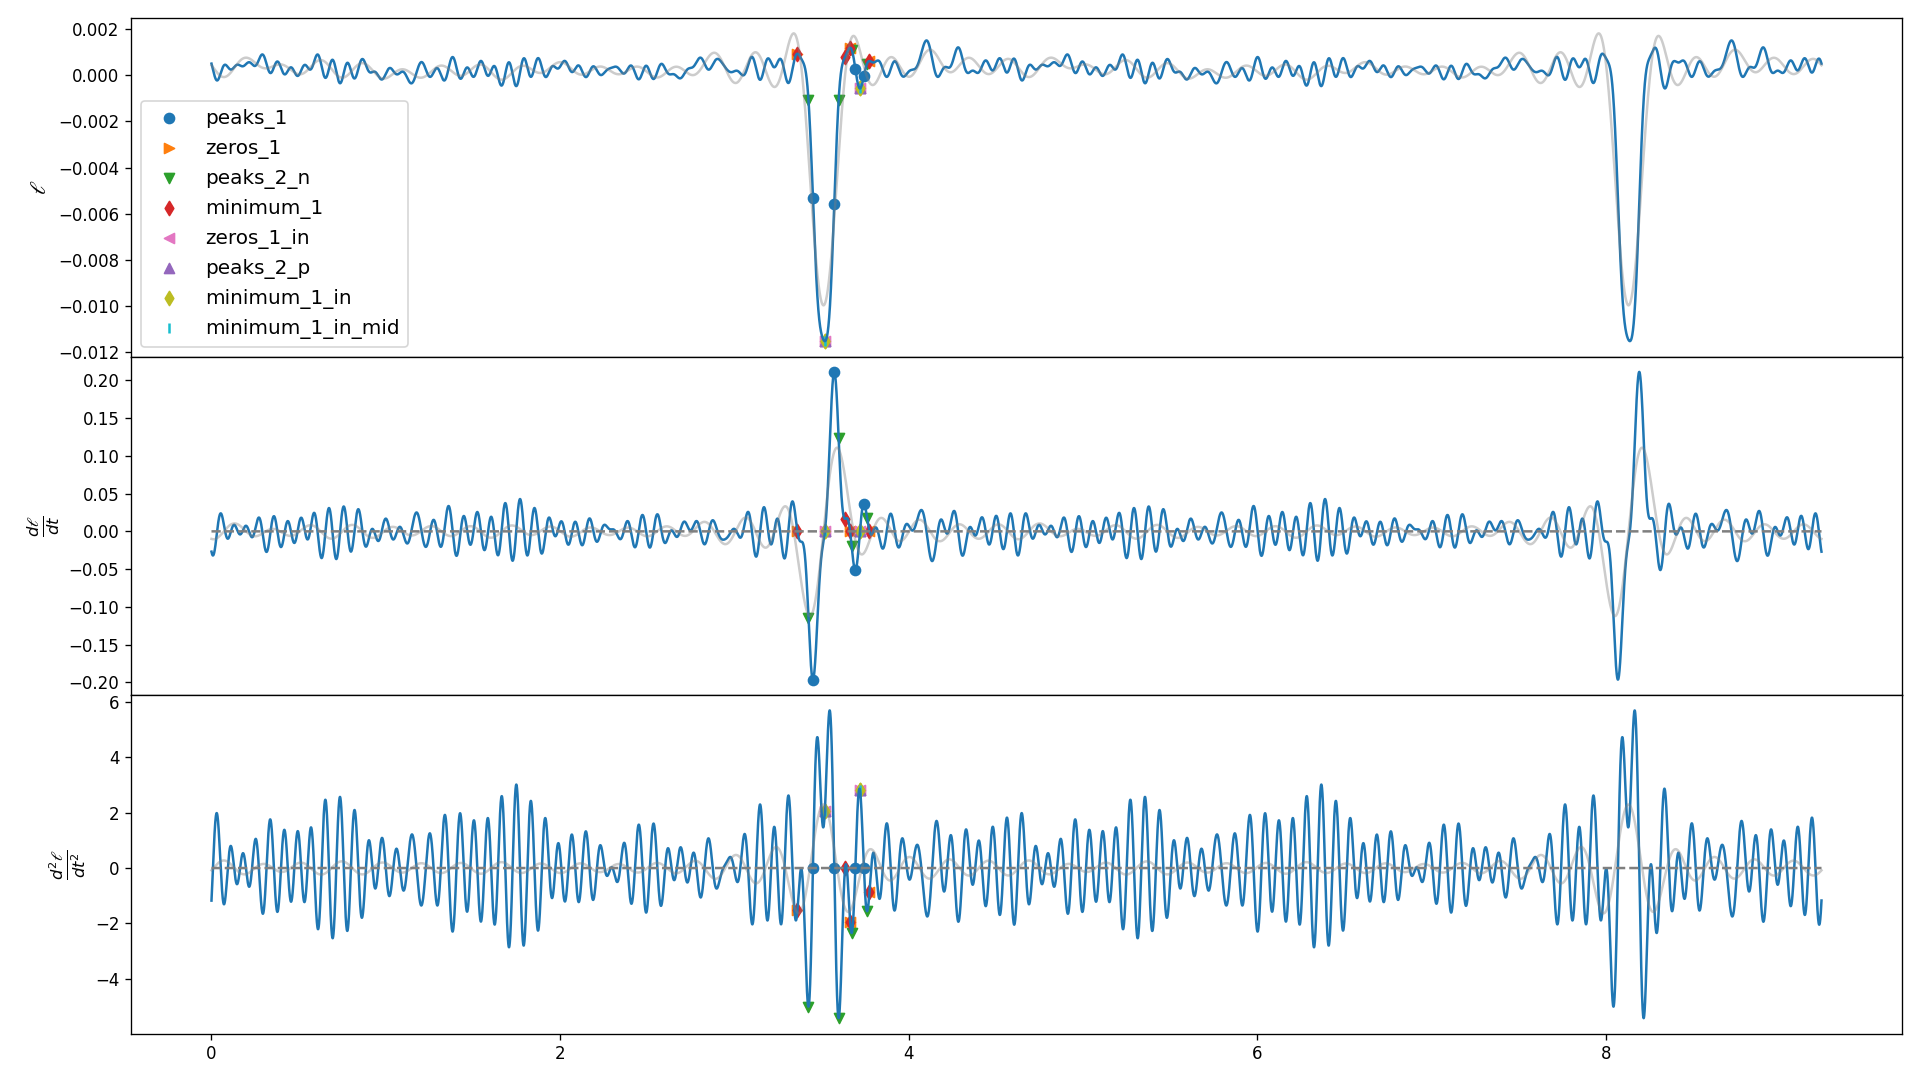 0.002
0.000
−0.002
−0.004
−0.006
−0.008
−0.010
−0.012
ℓ
peaks_1
zeros_1
peaks_2_n
minimum_1
zeros_1_in
peaks_2_p
minimum_1_in
minimum_1_in_mid
0.20
0.15
0.10
0.05
0.00
−0.05
−0.10
−0.15
−0.20
dℓ
dt
6
4
2
0
−2
−4
d²ℓ
dt²
0 2 4 6 8